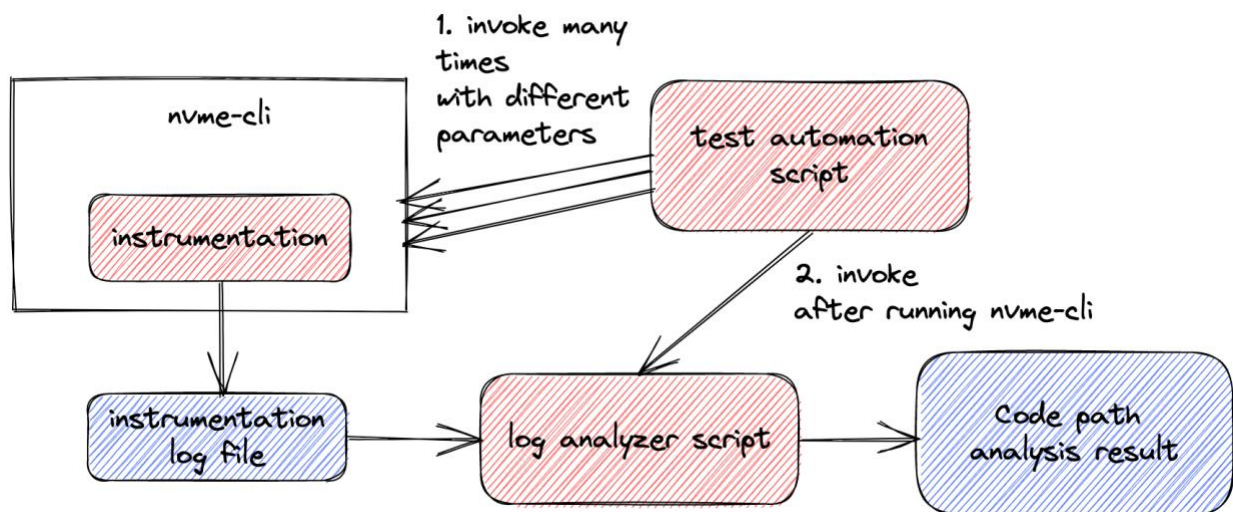 1. invoke many
times
with different
parameters
nvme-cli
test automation
script
instrumentation
2. invoke
after running nvme-cli
instrumentation
log file
log analyzer script
Code path
analysis result